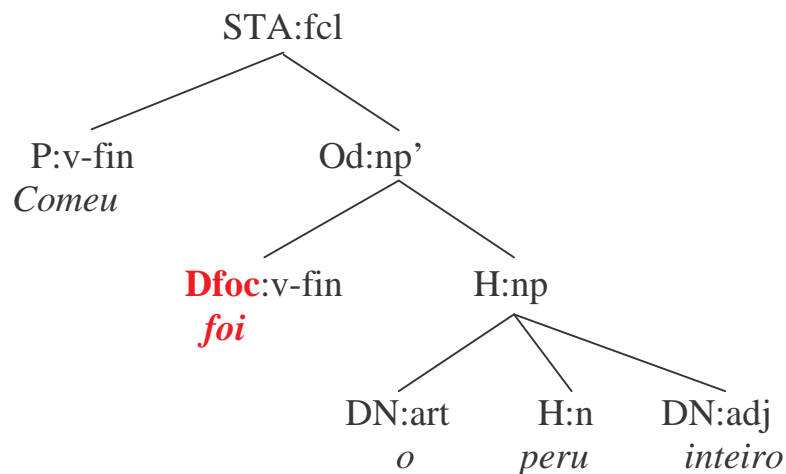 STA:fcl
P:v-fin Od:np’
Comeu
Dfoc:v-fin H:np
foi
DN:art H:n DN:adj
o peru inteiro